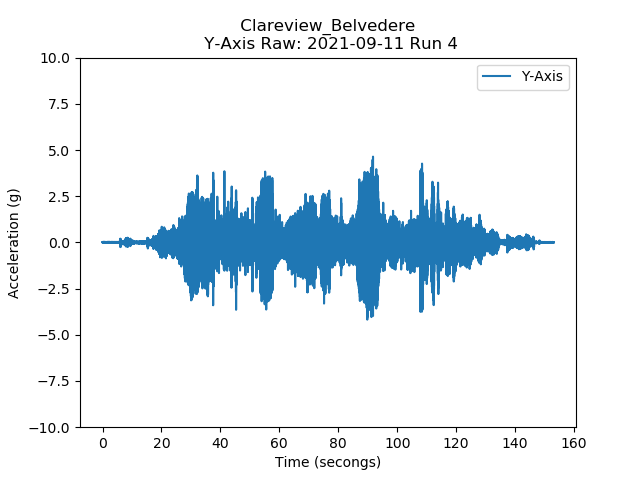 Clareview_Belvedere
Y-Axis Raw: 2021-09-11 Run 4
Y-Axis
10.0
7.5
5.0
2.5
0.0
−2.5
−5.0
−7.5
−10.0
Acceleration (g)
0 20 40 60 80 100 120 140 160
Time (secongs)